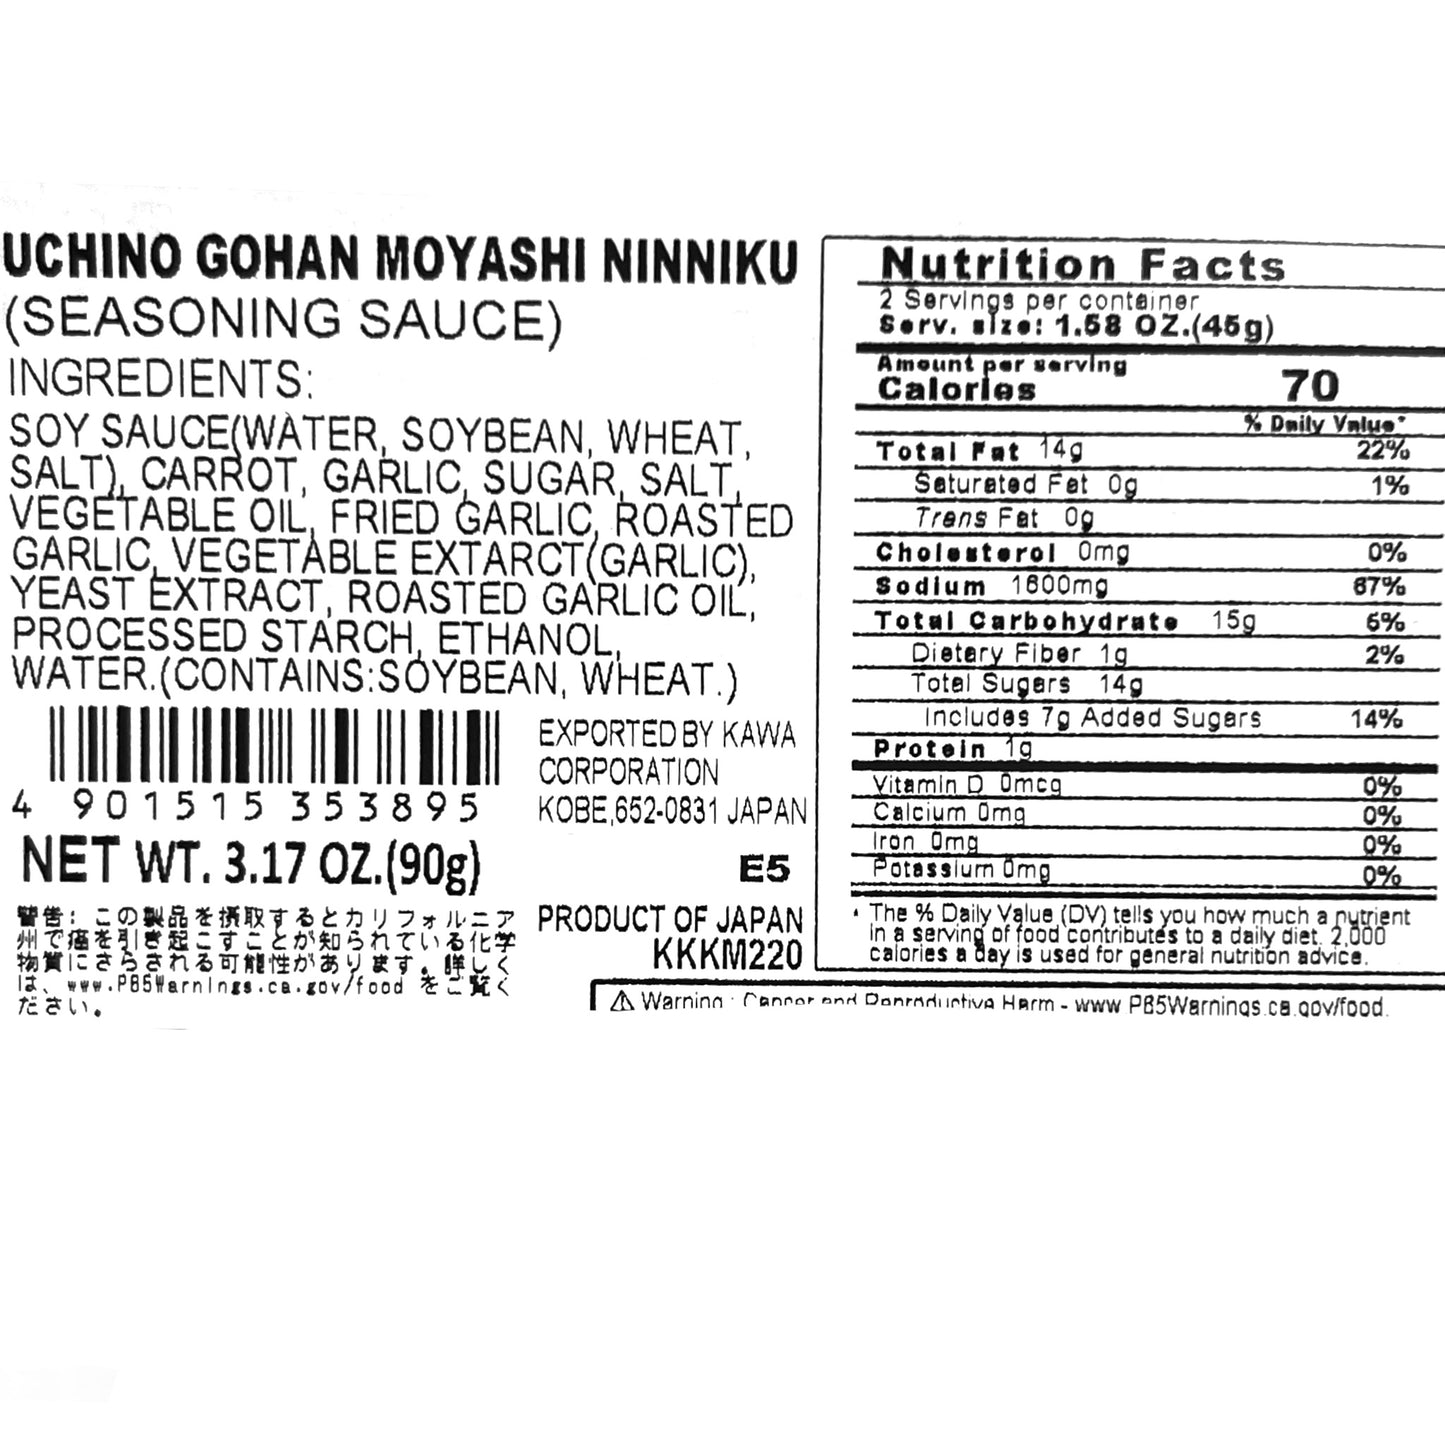 UCHINO GOHAN MOYASHI NINNIKU
(SEASONING SAUCE)
INGREDIENTS:
SOY SAUCE(WATER, SOYBEAN, WHEAT,
SALT), CARROT, GARLIC, SUGAR, SALT,
VEGETABLE OIL, FRIED GARLIC, ROASTED
GARLIC, VEGETABLE EXTARCT(GARLIC),
YEAST EXTRACT, ROASTED GARLIC OIL,
PROCESSED STARCH, ETHANOL,
WATER.(CONTAINS:SOYBEAN, WHEAT.)
4 901515 353895
EXPORTED BY KAWA
CORPORATION
KOBE,652-0831 JAPAN
NET WT. 3.17 OZ.(90g)
E5
PRODUCT OF JAPAN
KKKM220
警告: この製品を摂取するとカリフォルニア
州で癌を引き起こすことが知られている化学
物質にさらされる可能性があります。詳しく
は、www.P65Warnings.ca.gov/food をご覧く
ださい。
Nutrition Facts
2 Servings per container
Serv. size: 1.58 OZ.(45g)
Amount per serving
Calories 70
% Daily Value*
Total Fat 14g 22%
Saturated Fat 0g 1%
Trans Fat 0g
Cholesterol 0mg 0%
Sodium 1600mg 67%
Total Carbohydrate 15g 5%
Dietary Fiber 1g 2%
Total Sugars 14g
Includes 7g Added Sugars 14%
Protein 1g
Vitamin D 0mcg 0%
Calcium 0mg 0%
Iron 0mg 0%
Potassium 0mg 0%
* The % Daily Value (DV) tells you how much a nutrient
in a serving of food contributes to a daily diet. 2,000
calories a day is used for general nutrition advice.
⚠ Warning : Cancer and Reproductive Harm - www P65Warnings.ca.gov/food.